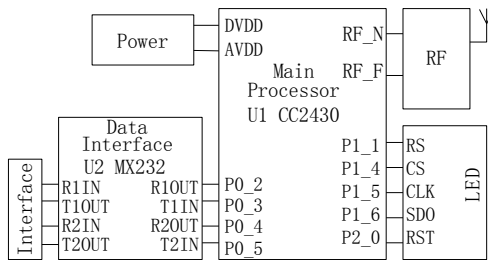 Power
DVDD
AVDD
Main
Processor
U1 CC2430
RF_N
RF_F
RF
Data
Interface
U2 MX232
Interface
R1IN
T1OUT
R2IN
T2OUT
R1OUT
T1IN
R2OUT
T2IN
P0_2
P0_3
P0_4
P0_5
P1_1
P1_4
P1_5
P1_6
P2_0
RS
CS
CLK
SDO
RST
LED